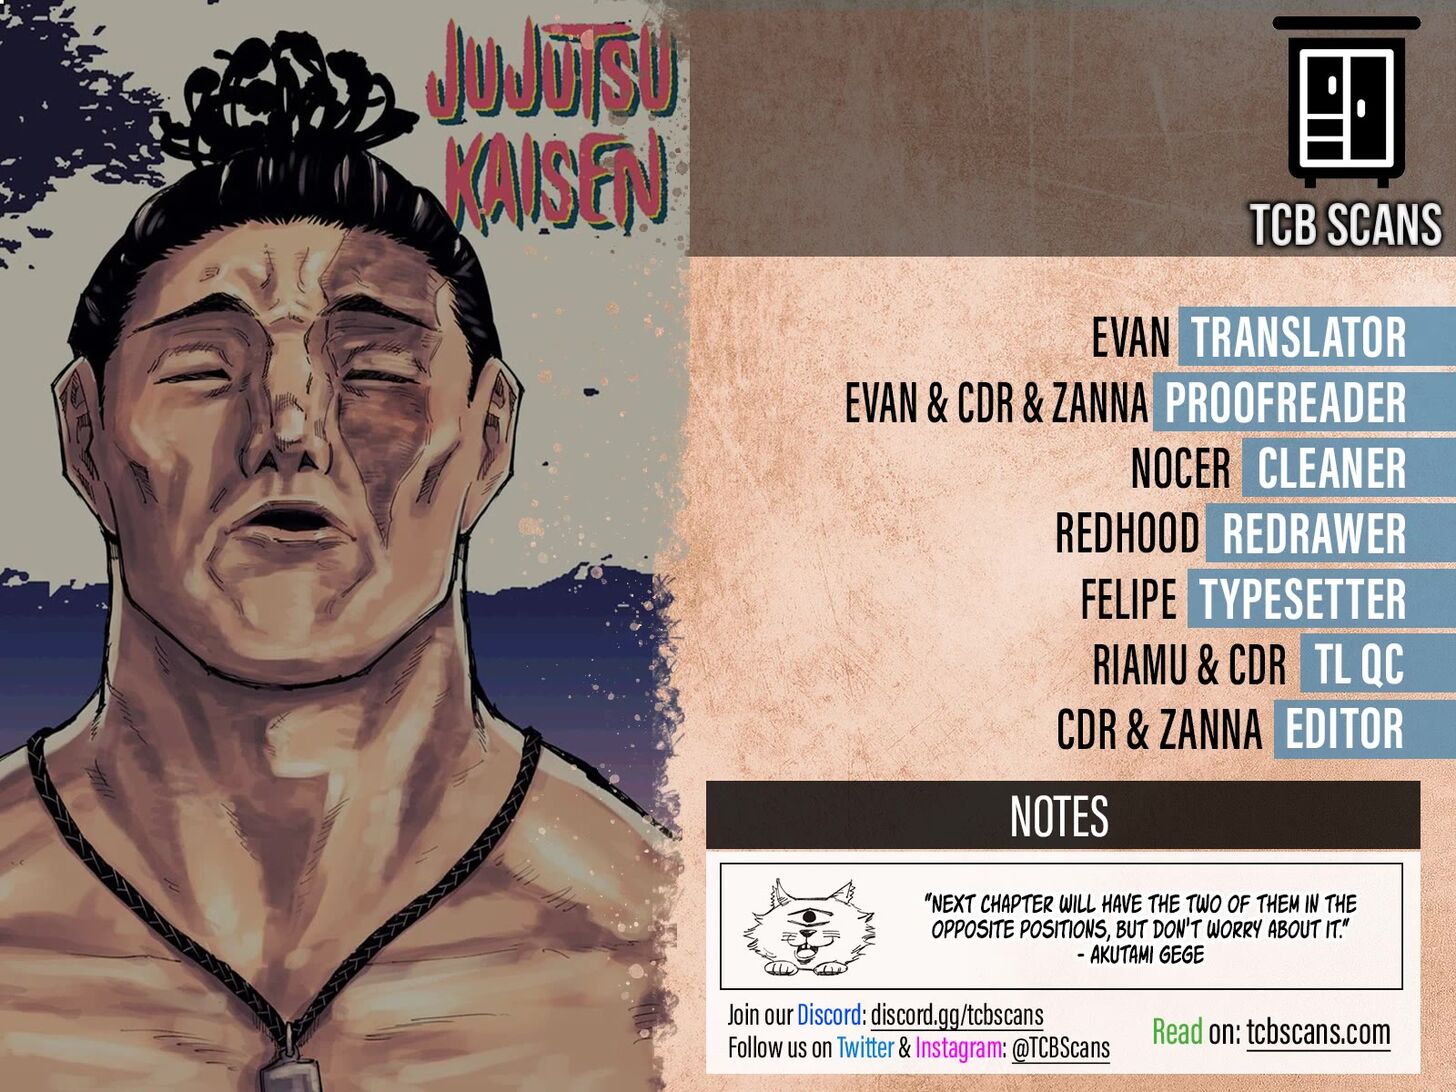 JUJUTSU
KAISEN
TCB SCANS
EVAN TRANSLATOR
EVAN & CDR & ZANNA PROOFREADER
NOCER CLEANER
REDHOOD REDRAWER
FELIPE TYPESETTER
RIAMU & CDR TL QC
CDR & ZANNA EDITOR
NOTES
"NEXT CHAPTER WILL HAVE THE TWO OF THEM IN THE
OPPOSITE POSITIONS, BUT DON'T WORRY ABOUT IT."
- AKUTAMI GEGE
Join our Discord: discord.gg/tcbscans
Follow us on Twitter & Instagram: @TCBScans
Read on: tcbscans.com